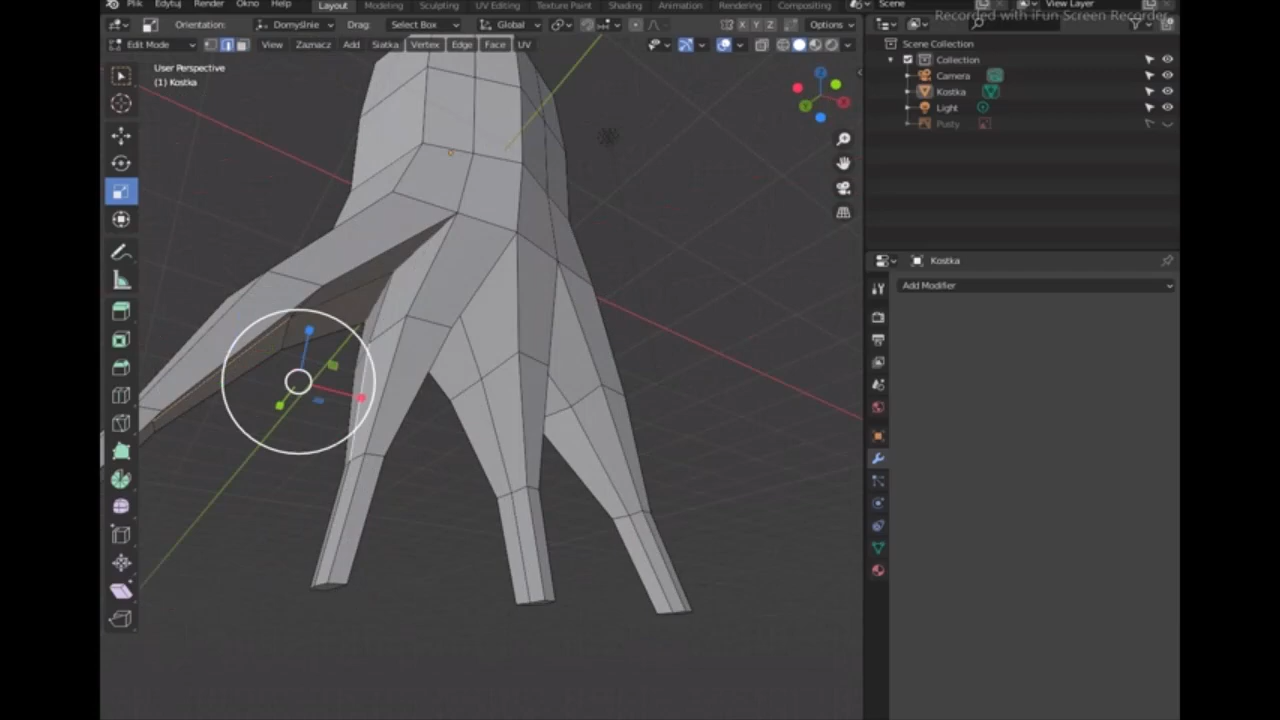 Plik Edytuj Render Okno Help Layout Modeling Sculpting UV Editing Texture Paint Shading Animation Rendering Compositing Scene View Layer
Recorded with iFun Screen Recorder
Orientation: Domyślnie Drag: Select Box Global X Y Z Options
Edit Mode View Zaznacz Add Siatka Vertex Edge Face UV
User Perspective
(1) Kostka
Scene Collection
Collection
Camera
Kostka
Light
Pusty
Kostka
Add Modifier